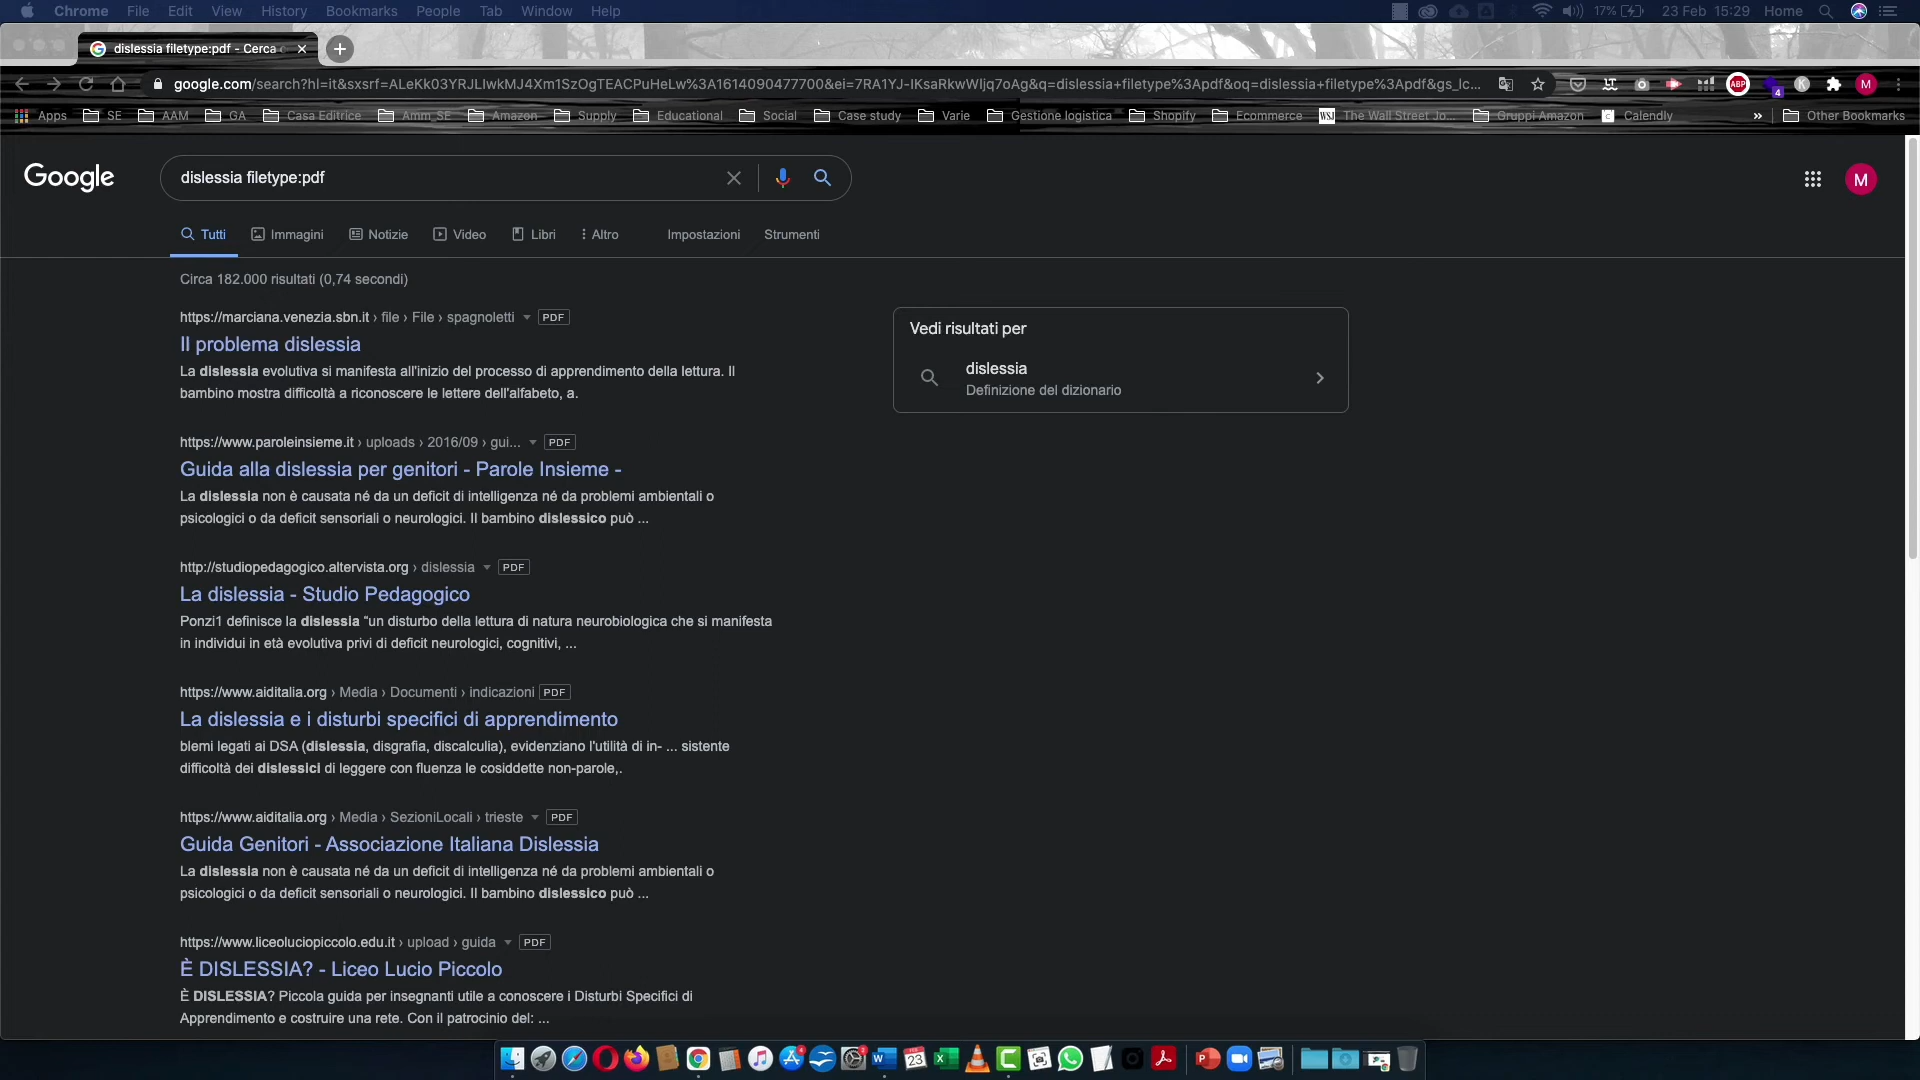 Chrome File Edit View History Bookmarks People Tab Window Help 17% 23 Feb 15:29 Home
dislessia filetype:pdf - Cerca
google.com/search?hl=it&sxsrf=ALeKk03YRJLIwkMJ4Xm1SzOgTEACPuHeLw%3A1614090477700&ei=7RA1YJ-IKsaRkwWljq7oAg&q=dislessia+filetype%3Apdf&oq=dislessia+filetype%3Apdf&gs_lc...
Apps SE AAM GA Casa Editrice Amm_SE Amazon Supply Educational Social Case study Varie Gestione logistica Shopify Ecommerce The Wall Street Jo... Gruppi Amazon Calendly » Other Bookmarks
Google dislessia filetype:pdf M
Tutti Immagini Notizie Video Libri Altro Impostazioni Strumenti
Circa 182.000 risultati (0,74 secondi)
https://marciana.venezia.sbn.it › file › File › spagnoletti PDF
Il problema dislessia
La dislessia evolutiva si manifesta all'inizio del processo di apprendimento della lettura. Il
bambino mostra difficoltà a riconoscere le lettere dell'alfabeto, a.
https://www.paroleinsieme.it › uploads › 2016/09 › gui... PDF
Guida alla dislessia per genitori - Parole Insieme -
La dislessia non è causata né da un deficit di intelligenza né da problemi ambientali o
psicologici o da deficit sensoriali o neurologici. Il bambino dislessico può ...
http://studiopedagogico.altervista.org › dislessia PDF
La dislessia - Studio Pedagogico
Ponzi1 definisce la dislessia “un disturbo della lettura di natura neurobiologica che si manifesta
in individui in età evolutiva privi di deficit neurologici, cognitivi, ...
https://www.aiditalia.org › Media › Documenti › indicazioni PDF
La dislessia e i disturbi specifici di apprendimento
blemi legati ai DSA (dislessia, disgrafia, discalculia), evidenziano l'utilità di in- ... sistente
difficoltà dei dislessici di leggere con fluenza le cosiddette non-parole,.
https://www.aiditalia.org › Media › SezioniLocali › trieste PDF
Guida Genitori - Associazione Italiana Dislessia
La dislessia non è causata né da un deficit di intelligenza né da problemi ambientali o
psicologici o da deficit sensoriali o neurologici. Il bambino dislessico può ...
https://www.liceoluciopiccolo.edu.it › upload › guida PDF
È DISLESSIA? - Liceo Lucio Piccolo
È DISLESSIA? Piccola guida per insegnanti utile a conoscere i Disturbi Specifici di
Apprendimento e costruire una rete. Con il patrocinio del: ...
Vedi risultati per
dislessia
Definizione del dizionario